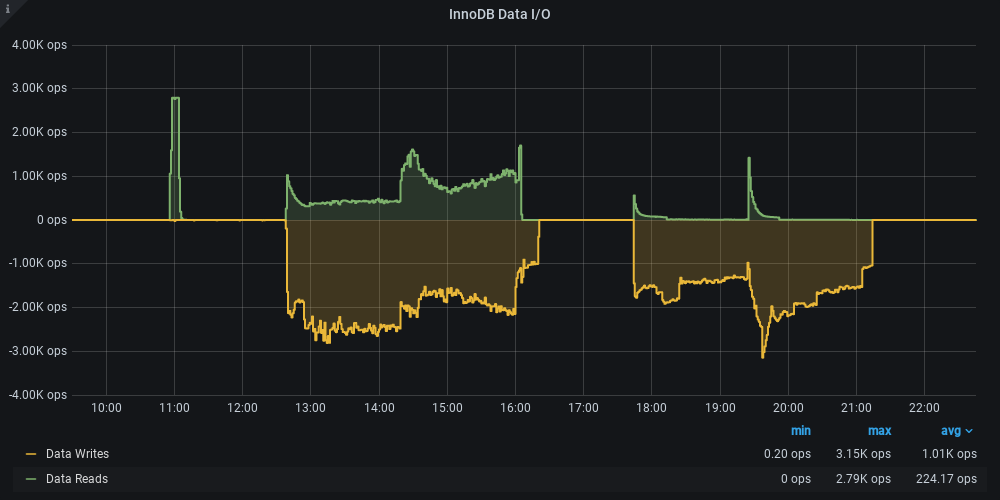 i
InnoDB Data I/O
4.00K ops
3.00K ops
2.00K ops
1.00K ops
0 ops
-1.00K ops
-2.00K ops
-3.00K ops
-4.00K ops
10:00 11:00 12:00 13:00 14:00 15:00 16:00 17:00 18:00 19:00 20:00 21:00 22:00
min max avg
Data Writes 0.20 ops 3.15K ops 1.01K ops
Data Reads 0 ops 2.79K ops 224.17 ops